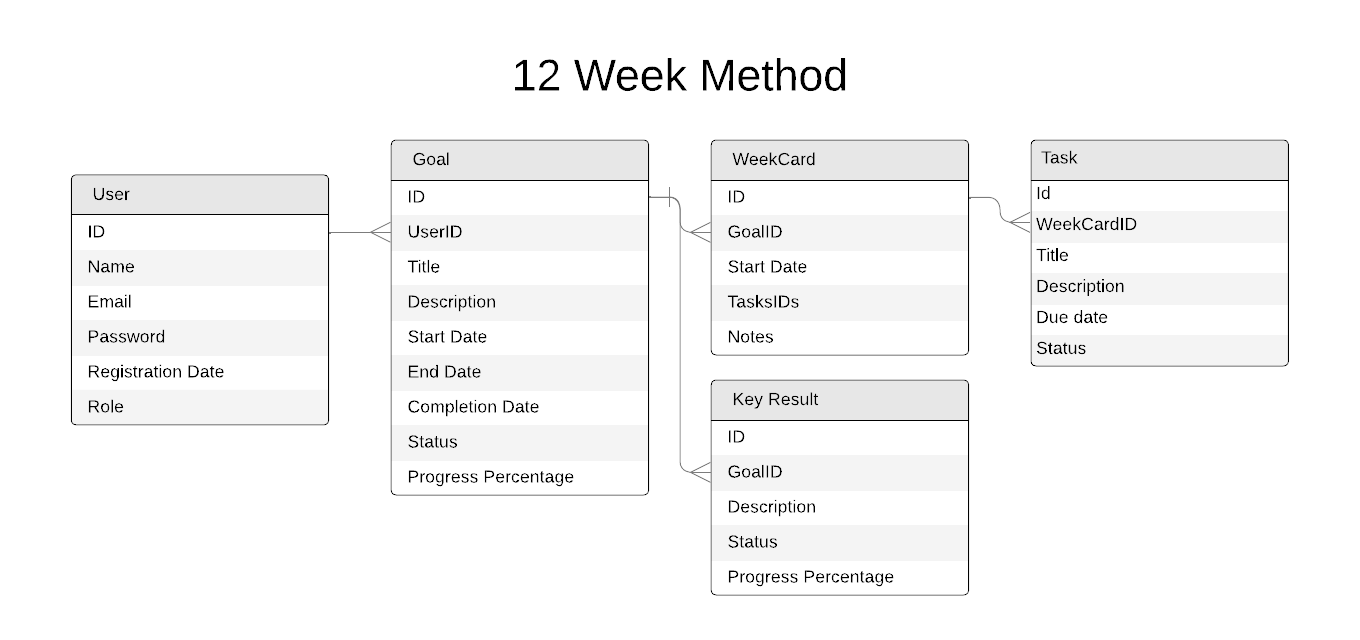 12 Week Method
User
ID
Name
Email
Password
Registration Date
Role
Goal
ID
UserID
Title
Description
Start Date
End Date
Completion Date
Status
Progress Percentage
WeekCard
ID
GoalID
Start Date
TasksIDs
Notes
Key Result
ID
GoalID
Description
Status
Progress Percentage
Task
Id
WeekCardID
Title
Description
Due date
Status